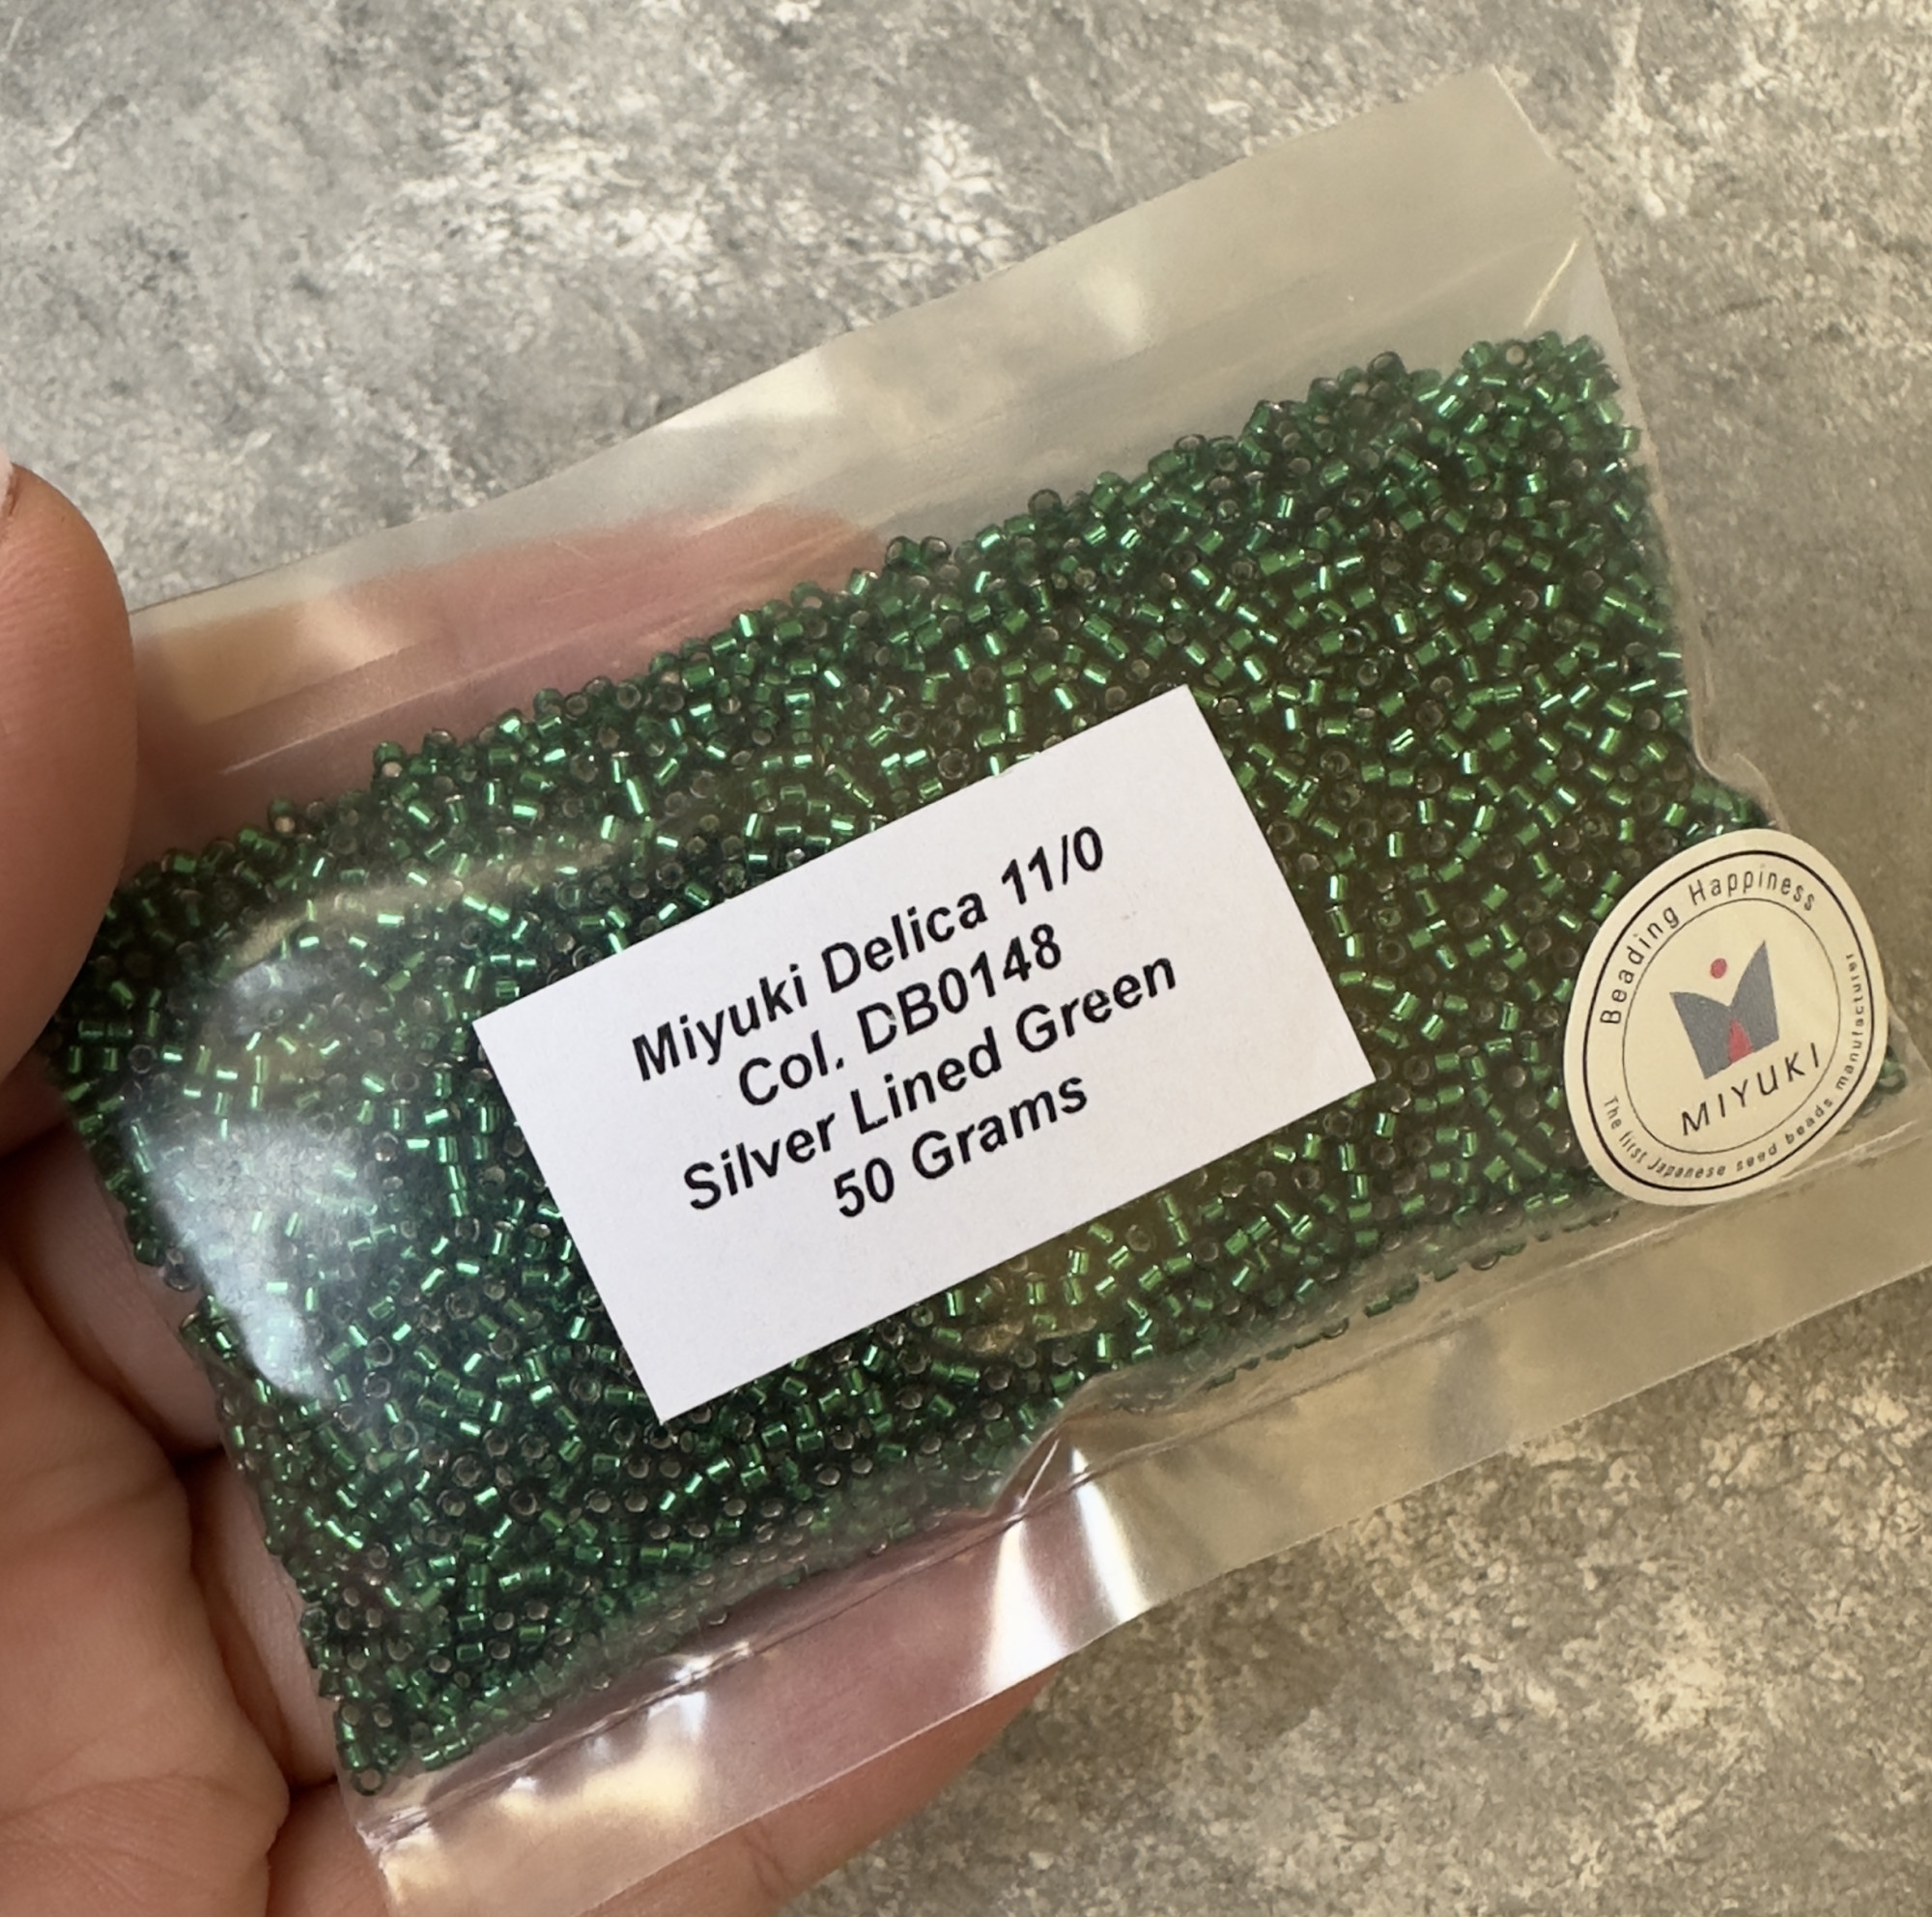 Miyuki Delica 11/0
Col. DB0148
Silver Lined Green
50 Grams
Beading Happiness
MIYUKI
The first Japanese seed beads manufacturer